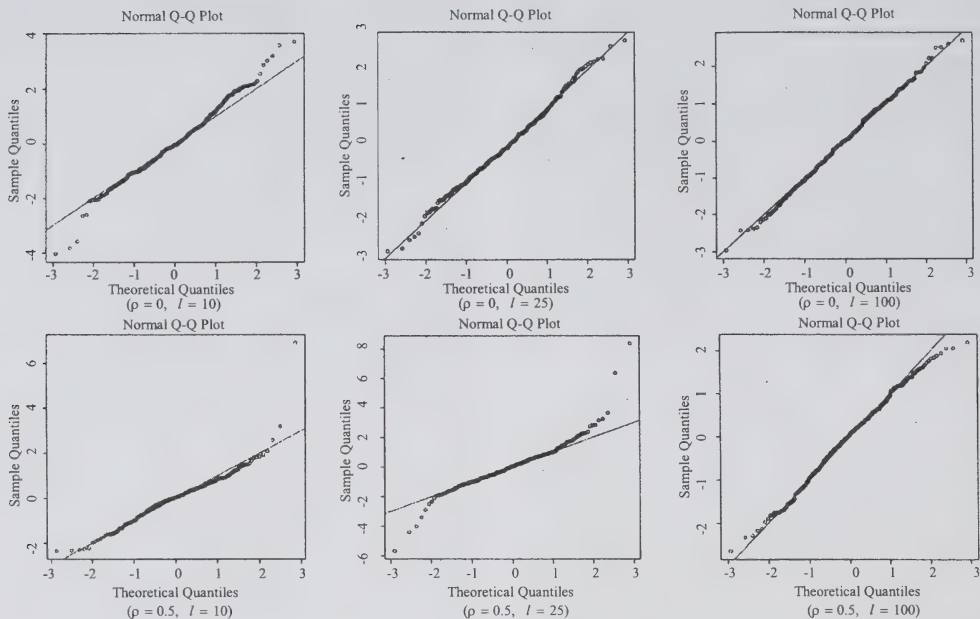 Normal Q-Q Plot
Sample Quantiles
4
2
0
-2
-4
-3 -2 -1 0 1 2 3
Theoretical Quantiles
(ρ = 0, l = 10)
Normal Q-Q Plot
Sample Quantiles
3
2
1
0
-1
-2
-3
-3 -2 -1 0 1 2 3
Theoretical Quantiles
(ρ = 0, l = 25)
Normal Q-Q Plot
Sample Quantiles
3
2
1
0
-1
-2
-3
-3 -2 -1 0 1 2 3
Theoretical Quantiles
(ρ = 0, l = 100)
Normal Q-Q Plot
Sample Quantiles
6
4
2
0
-2
-3 -2 -1 0 1 2 3
Theoretical Quantiles
(ρ = 0.5, l = 10)
Normal Q-Q Plot
Sample Quantiles
8
6
4
2
0
-2
-4
-6
-3 -2 -1 0 1 2 3
Theoretical Quantiles
(ρ = 0.5, l = 25)
Normal Q-Q Plot
Sample Quantiles
2
1
0
-1
-2
-3 -2 -1 0 1 2 3
Theoretical Quantiles
(ρ = 0.5, l = 100)